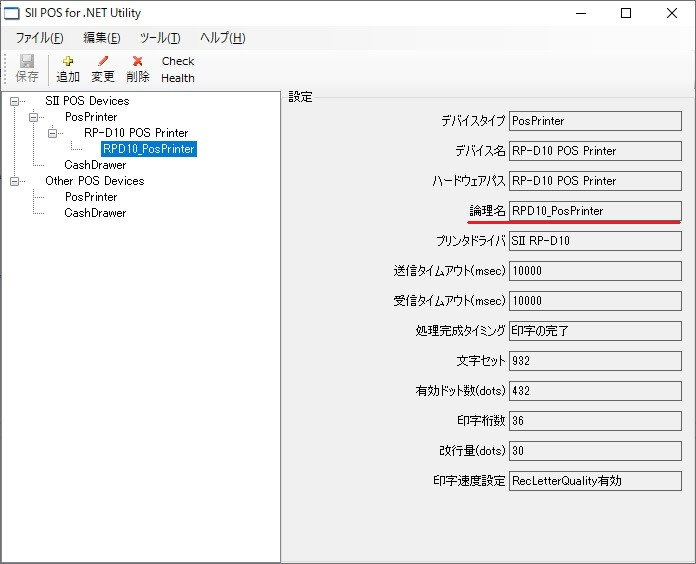 SII POS for .NET Utility
ファイル(F) 編集(E) ツール(T) ヘルプ(H)
保存 追加 変更 削除 Check Health
SII POS Devices
PosPrinter
RP-D10 POS Printer
RPD10_PosPrinter
CashDrawer
Other POS Devices
PosPrinter
CashDrawer
設定
デバイスタイプ PosPrinter
デバイス名 RP-D10 POS Printer
ハードウェアパス RP-D10 POS Printer
論理名 RPD10_PosPrinter
プリンタドライバ SII RP-D10
送信タイムアウト(msec) 10000
受信タイムアウト(msec) 10000
処理完成タイミング 印字の完了
文字セット 932
有効ドット数(dots) 432
印字桁数 36
改行量(dots) 30
印字速度設定 RecLetterQuality有効